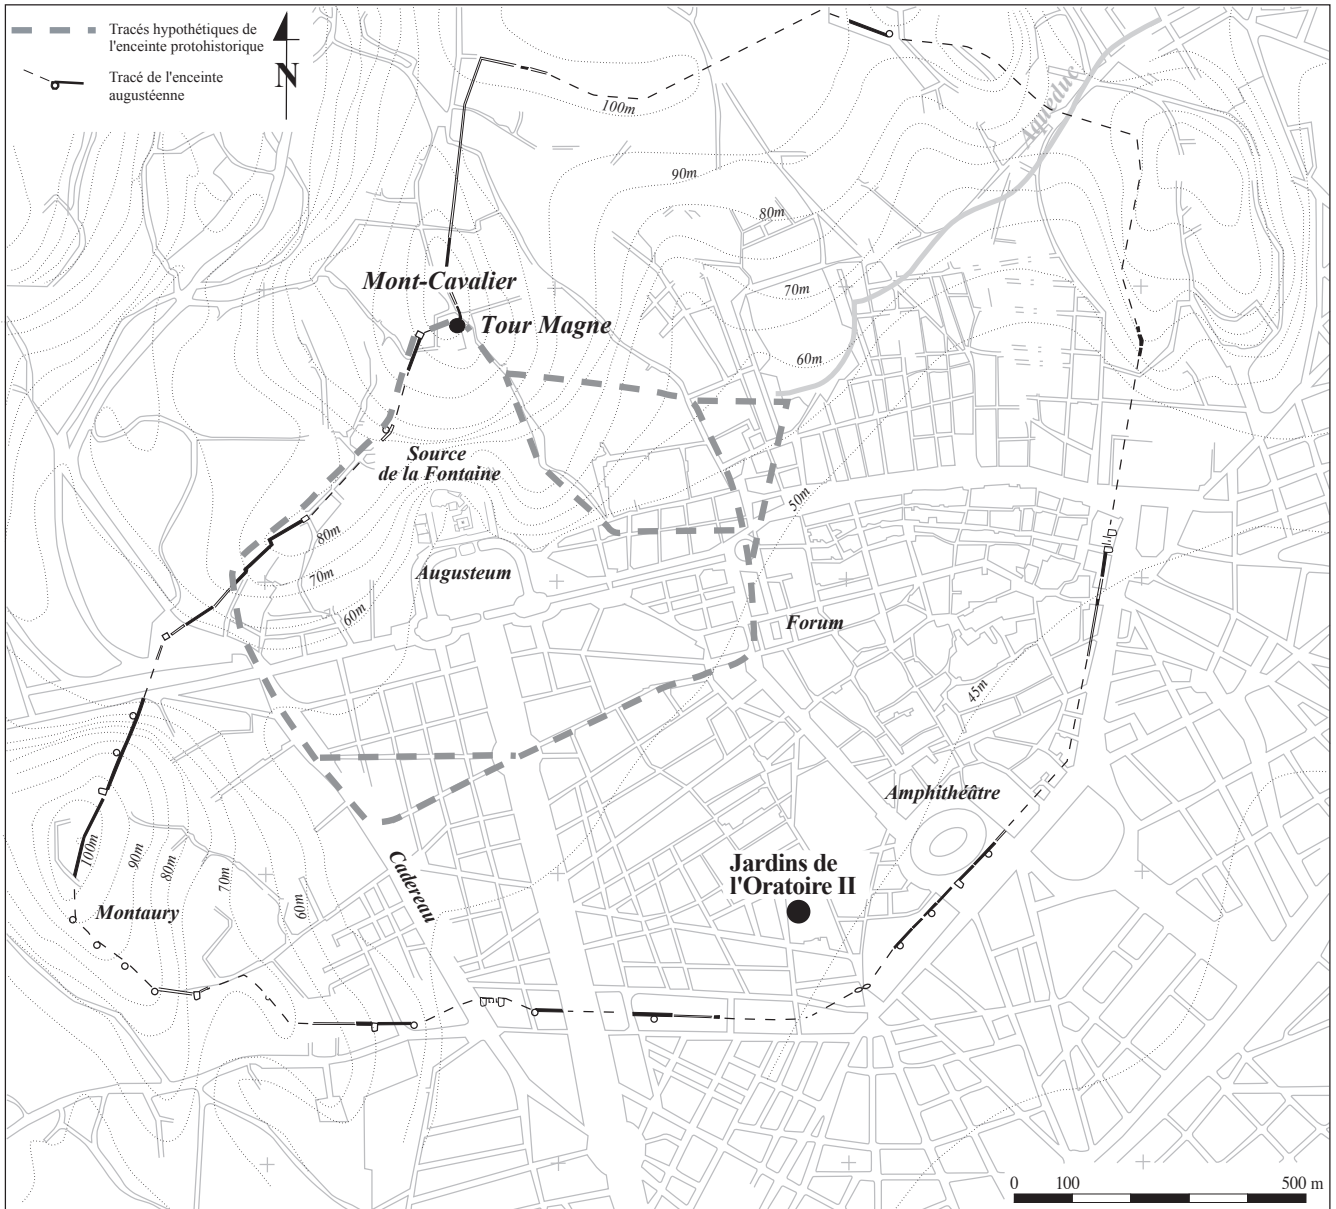 Tracés hypothétiques de
l'enceinte protohistorique
Tracé de l'enceinte
augustéenne
N
100m
Aqueduc
90m
80m
70m
60m
Mont-Cavalier
Tour Magne
Source
de la Fontaine
50m
80m
70m
60m
Augusteum
Forum
45m
Amphithéâtre
100m
90m
80m
70m
60m
Montaury
Cadereau
Jardins de
l'Oratoire II
0 100 500 m